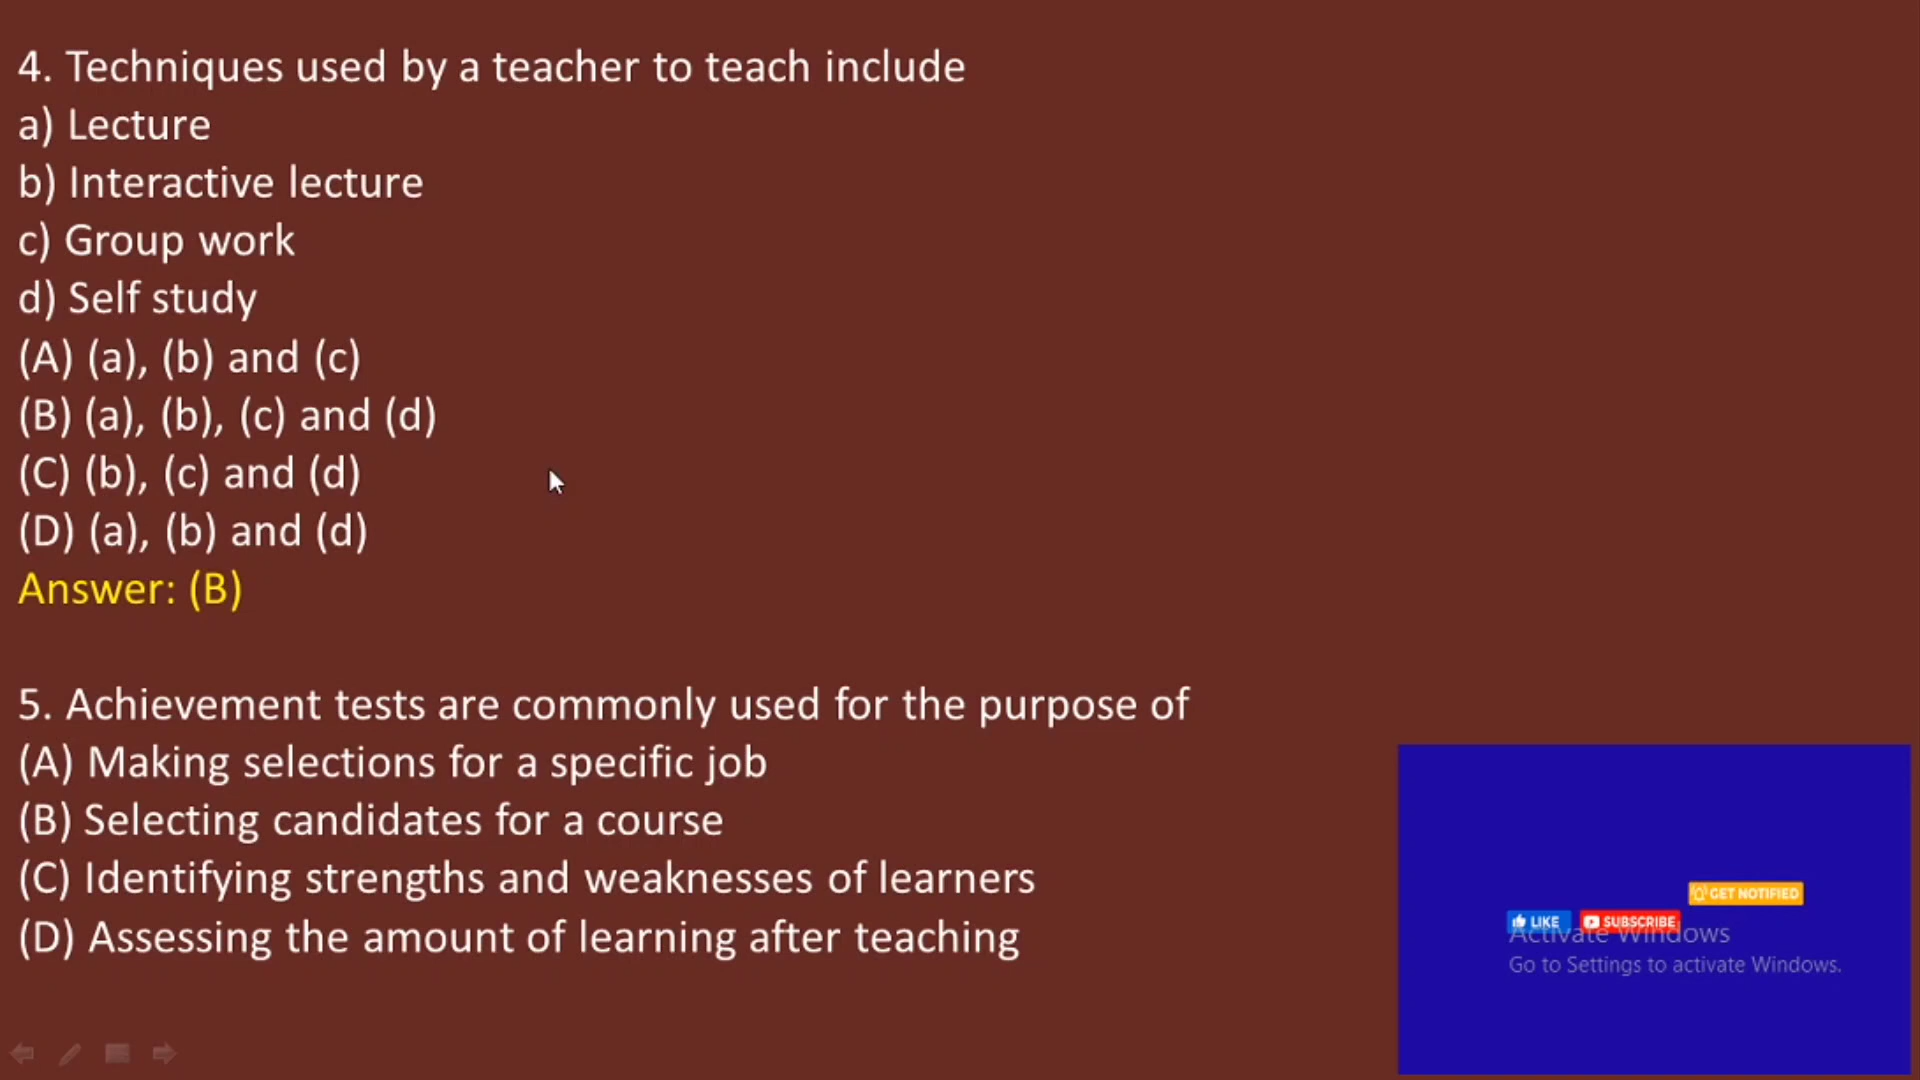 4. Techniques used by a teacher to teach include
a) Lecture
b) Interactive lecture
c) Group work
d) Self study
(A) (a), (b) and (c)
(B) (a), (b), (c) and (d)
(C) (b), (c) and (d)
(D) (a), (b) and (d)
Answer: (B)
5. Achievement tests are commonly used for the purpose of
(A) Making selections for a specific job
(B) Selecting candidates for a course
(C) Identifying strengths and weaknesses of learners
(D) Assessing the amount of learning after teaching
GET NOTIFIED
LIKE SUBSCRIBE
Activate Windows
Go to Settings to activate Windows.